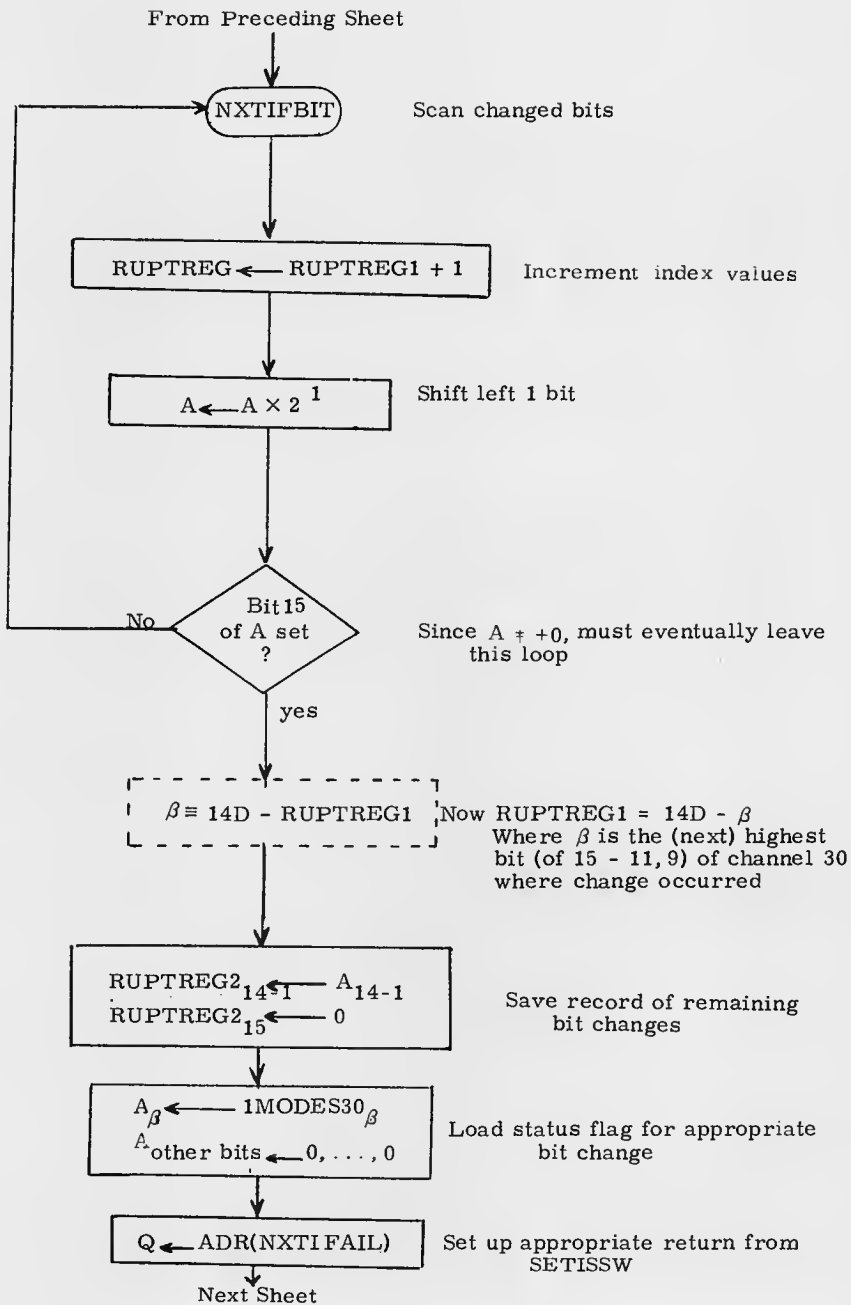 From Preceding Sheet
NXTIFBIT
Scan changed bits
RUPTREG ← RUPTREG1 + 1
Increment index values
A ← A × 2 1
Shift left 1 bit
Bit 15
of A set
?
No
yes
Since A ≠ +0, must eventually leave
this loop
β ≡ 14D - RUPTREG1
Now RUPTREG1 = 14D - β
Where β is the (next) highest
bit (of 15 - 11, 9) of channel 30
where change occurred
RUPTREG2 14-1 ← A 14-1
RUPTREG2 15 ← 0
Save record of remaining
bit changes
A β ← 1MODES30 β
A other bits ← 0, . . . , 0
Load status flag for appropriate
bit change
Q ← ADR(NXTIFAIL)
Set up appropriate return from
SETISSW
Next Sheet